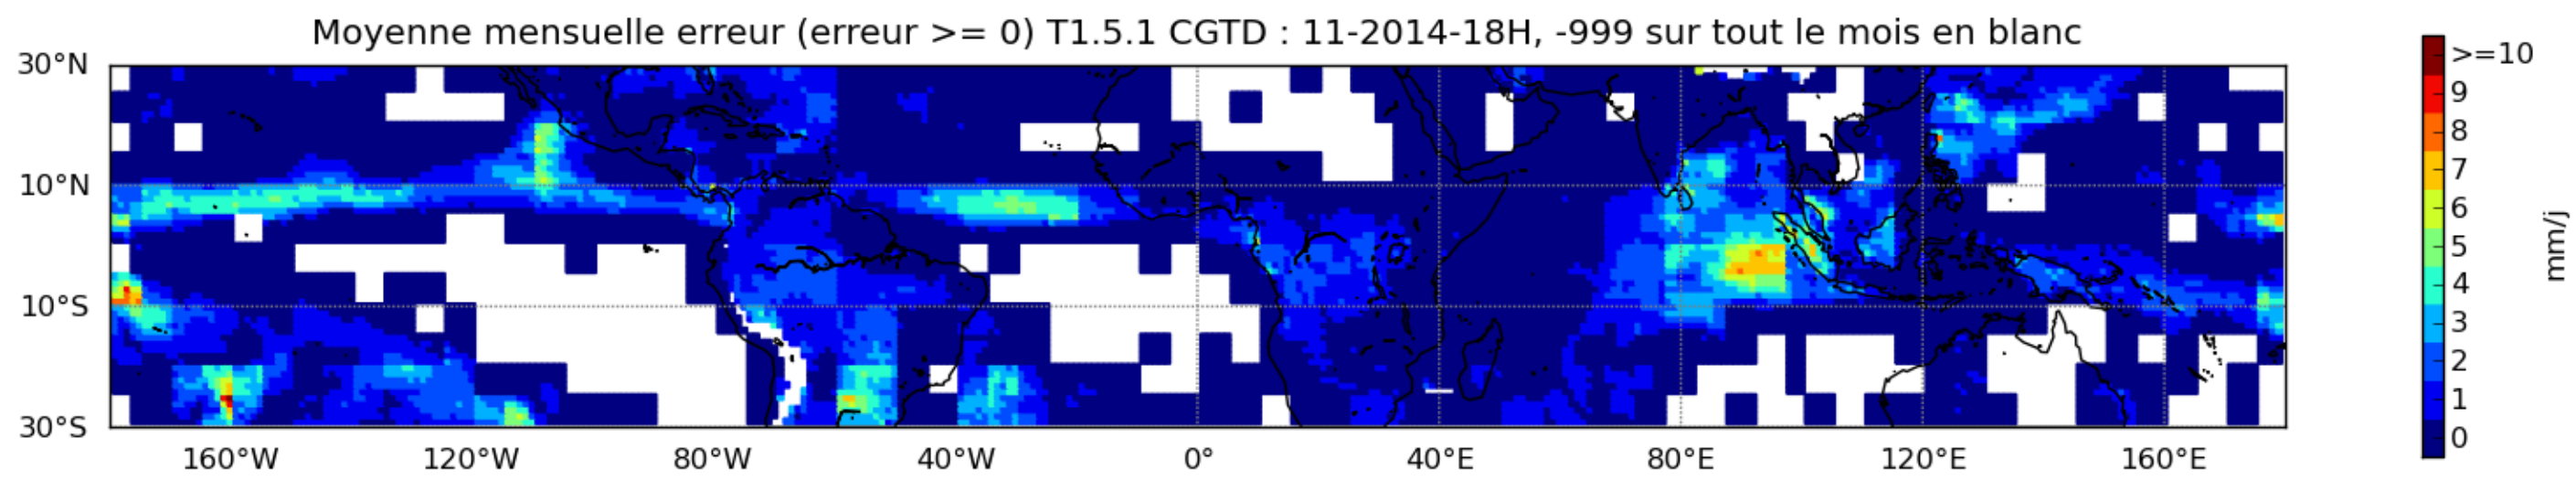 Moyenne mensuelle erreur (erreur >= 0) T1.5.1 CGTD : 11-2014-18H, -999 sur tout le mois en blanc
30°N
10°N
10°S
30°S
160°W 120°W 80°W 40°W 0° 40°E 80°E 120°E 160°E
>=10
9
8
7
6
5
4
3
2
1
0
mm/j